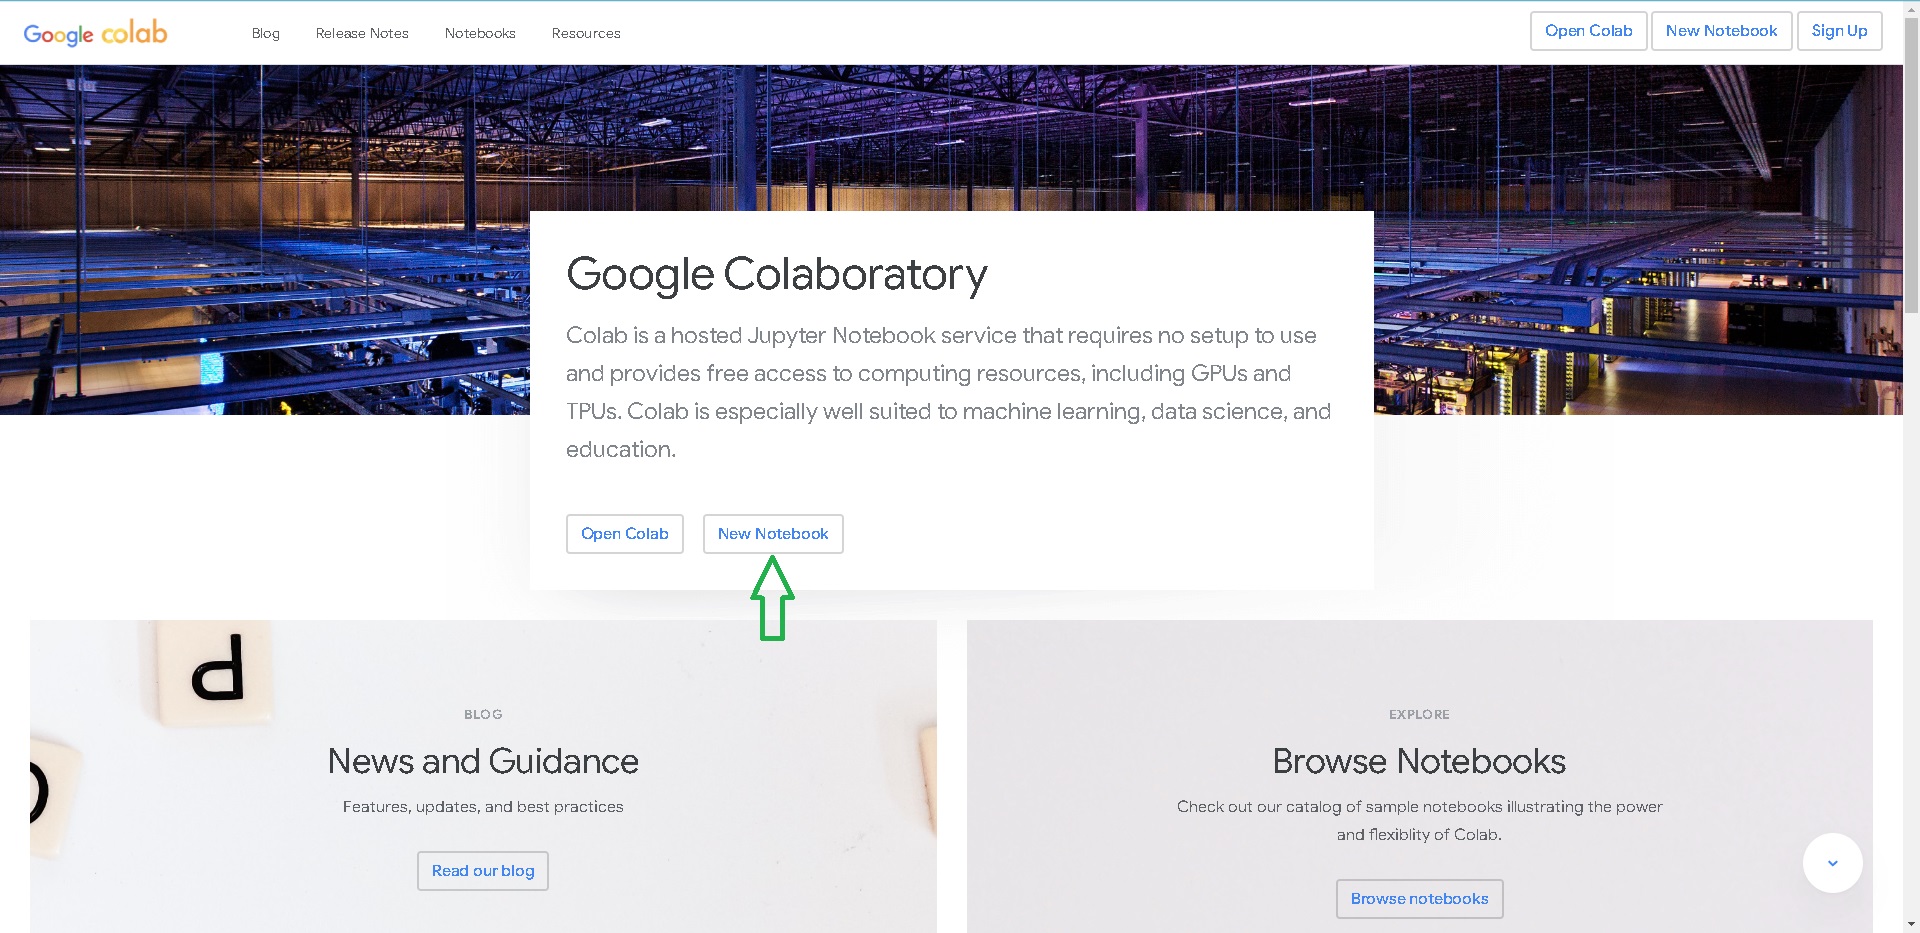 Google colab
Blog
Release Notes
Notebooks
Resources
Open Colab
New Notebook
Sign Up
Google Colaboratory
Colab is a hosted Jupyter Notebook service that requires no setup to use
and provides free access to computing resources, including GPUs and
TPUs. Colab is especially well suited to machine learning, data science, and
education.
Open Colab
New Notebook
P
BLOG
News and Guidance
Features, updates, and best practices
Read our blog
EXPLORE
Browse Notebooks
Check out our catalog of sample notebooks illustrating the power
and flexiblity of Colab.
Browse notebooks